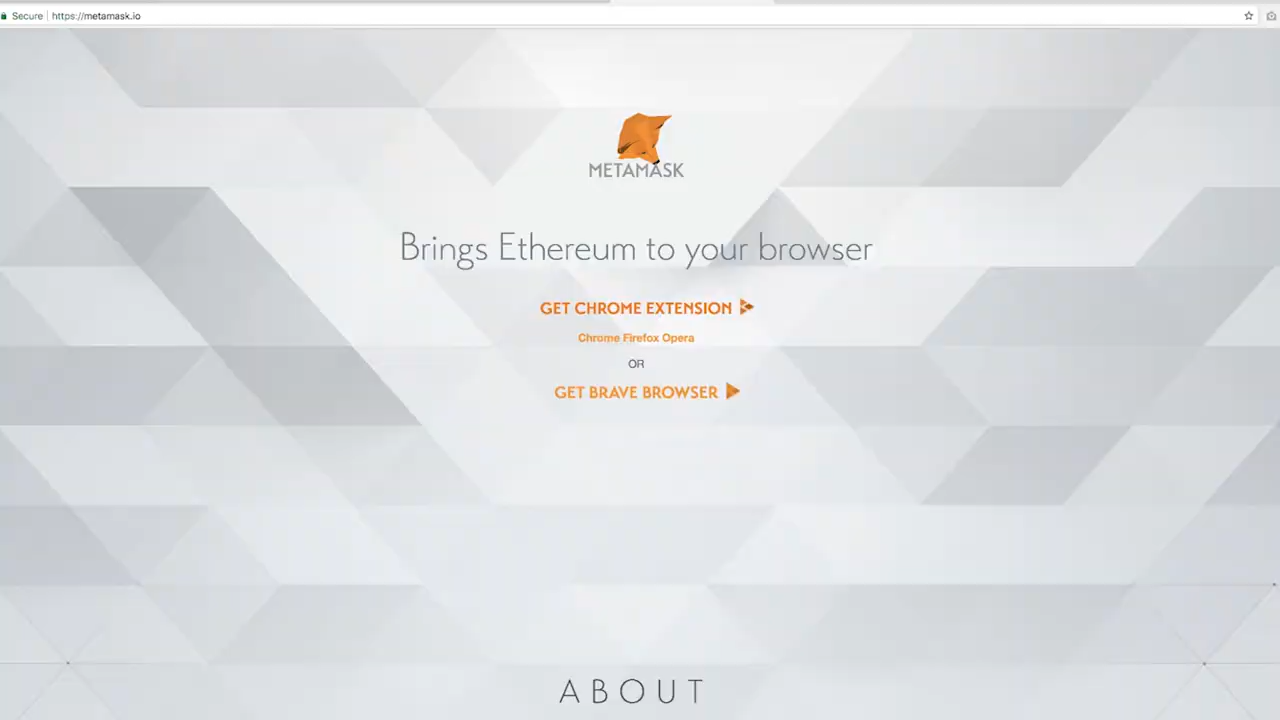 Secure https://metamask.io
METAMASK
Brings Ethereum to your browser
GET CHROME EXTENSION
Chrome Firefox Opera
OR
GET BRAVE BROWSER
ABOUT